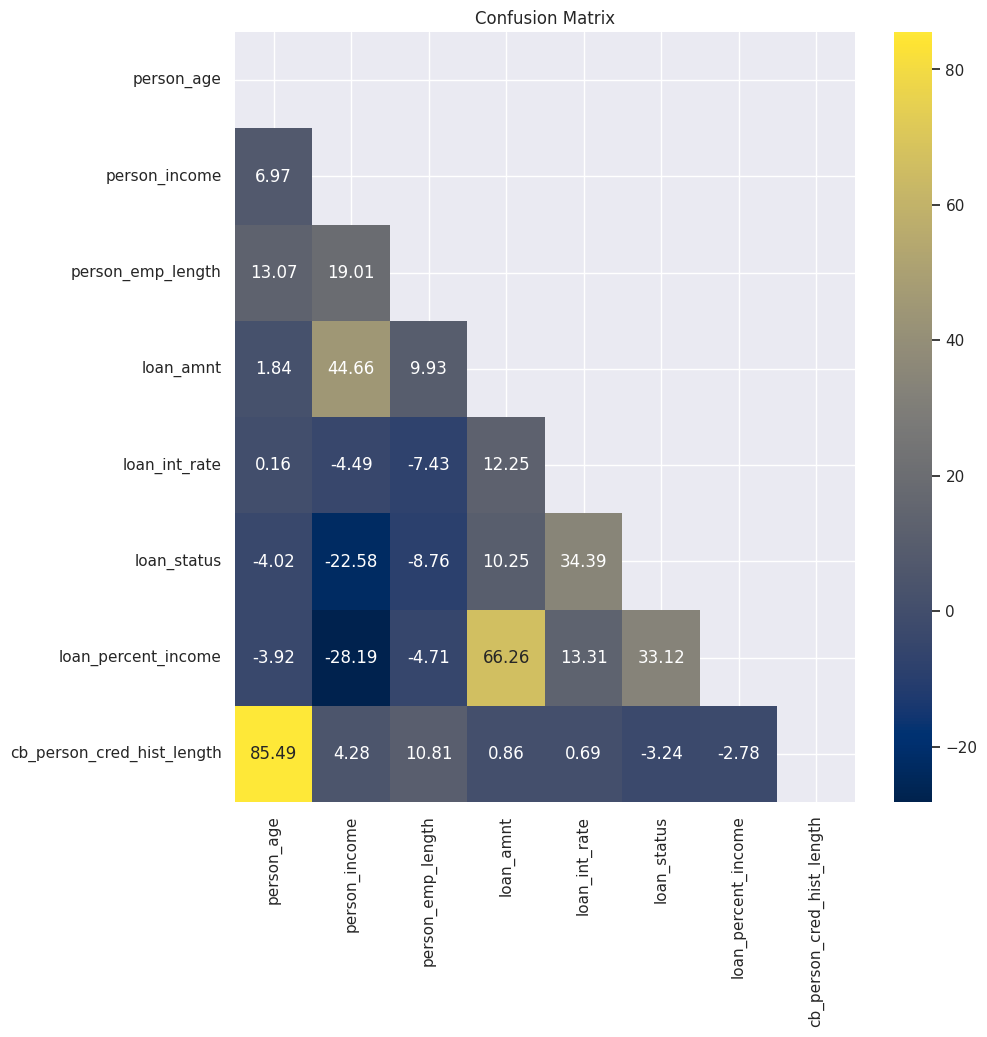 Confusion Matrix
person_age
person_income 6.97
person_emp_length 13.07 19.01
loan_amnt 1.84 44.66 9.93
loan_int_rate 0.16 -4.49 -7.43 12.25
loan_status -4.02 -22.58 -8.76 10.25 34.39
loan_percent_income -3.92 -28.19 -4.71 66.26 13.31 33.12
cb_person_cred_hist_length 85.49 4.28 10.81 0.86 0.69 -3.24 -2.78
person_age
person_income
person_emp_length
loan_amnt
loan_int_rate
loan_status
loan_percent_income
cb_person_cred_hist_length
80
60
40
20
0
−20